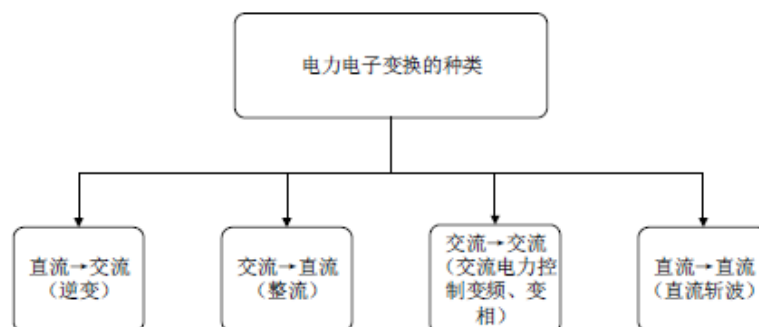 电力电子变换的种类
直流→交流
（逆变）
交流→直流
（整流）
交流→交流
（交流电力控
制变频、变
相）
直流→直流
（直流斩波）